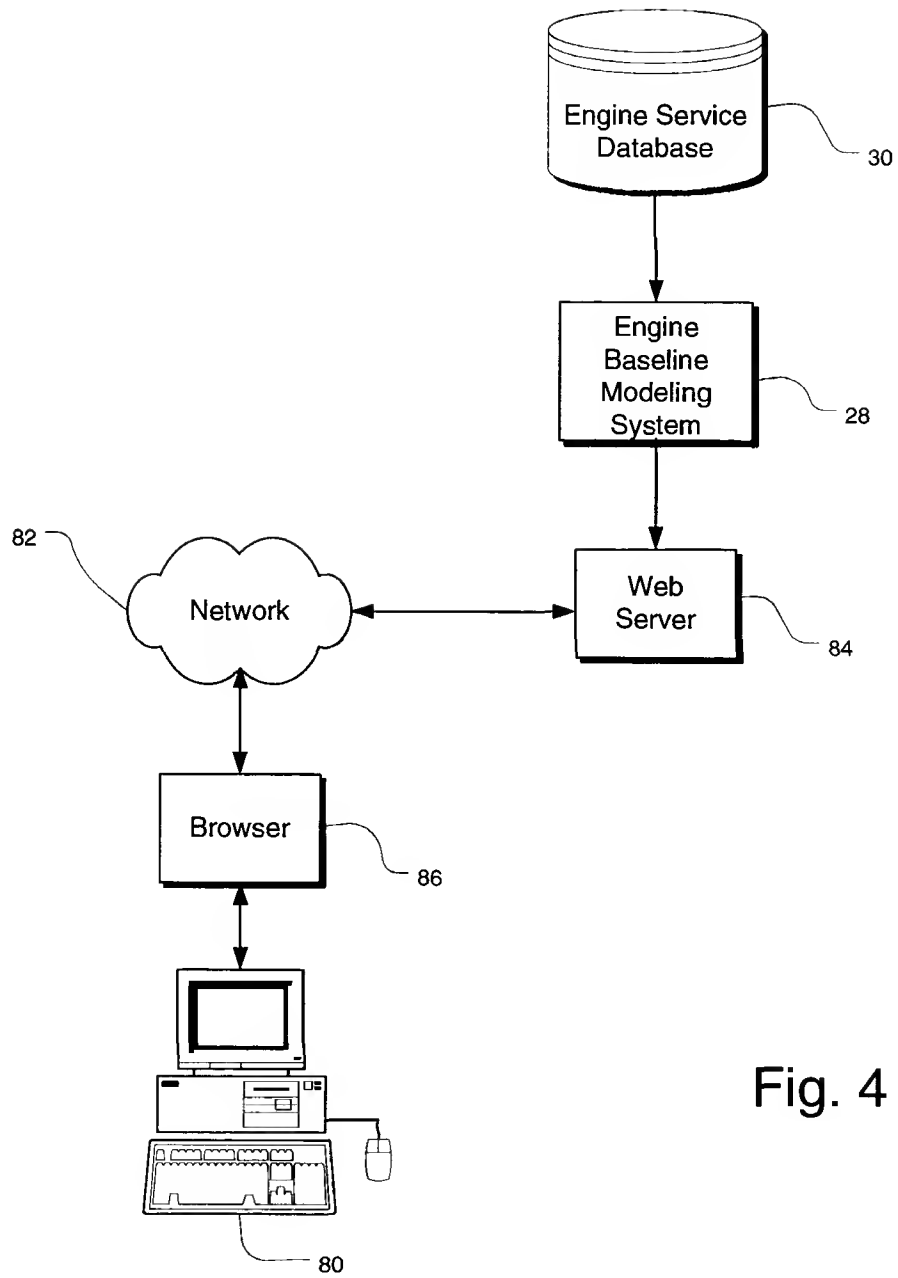 Engine Service
Database
30
Engine
Baseline
Modeling
System
28
82
Network
Web
Server
84
Browser
86
Fig. 4
80